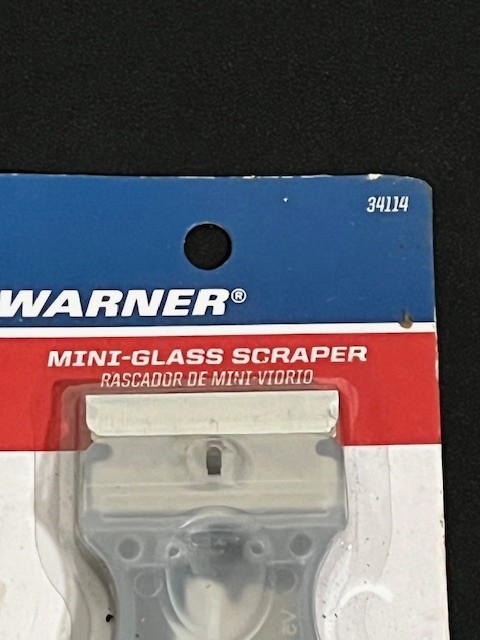 34114
WARNER®
MINI-GLASS SCRAPER
RASCADOR DE MINI-VIDRIO